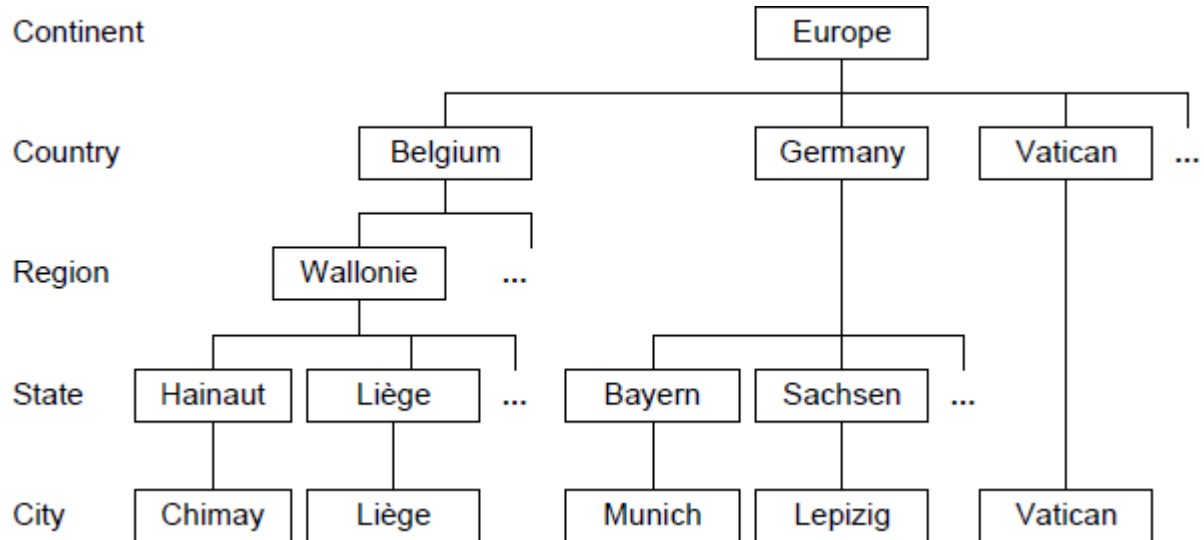 Continent Europe
Country Belgium Germany Vatican ...
Region Wallonie ...
State Hainaut Liège ... Bayern Sachsen ...
City Chimay Liège Munich Lepizig Vatican